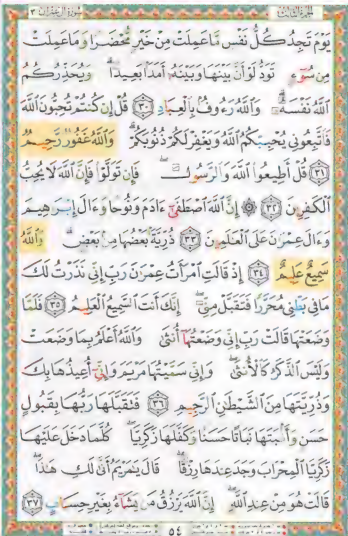 الجزء الثالث سورة آل عمران ٣
يَوْمَ تَجِدُ كُلُّ نَفْسٍ مَّا عَمِلَتْ مِنْ خَيْرٍ مُّحْضَرًا وَمَا عَمِلَتْ
مِن سُوٓءٍ تَوَدُّ لَوْ أَنَّ بَيْنَهَا وَبَيْنَهُۥٓ أَمَدًۢا بَعِيدًا ۗ وَيُحَذِّرُكُمُ
ٱللَّهُ نَفْسَهُۥ ۗ وَٱللَّهُ رَءُوفٌۢ بِٱلْعِبَادِ ٣٠ قُلْ إِن كُنتُمْ تُحِبُّونَ ٱللَّهَ
فَٱتَّبِعُونِى يُحْبِبْكُمُ ٱللَّهُ وَيَغْفِرْ لَكُمْ ذُنُوبَكُمْ ۗ وَٱللَّهُ غَفُورٌ رَّحِيمٌ
٣١ قُلْ أَطِيعُوا۟ ٱللَّهَ وَٱلرَّسُولَ ۖ فَإِن تَوَلَّوْا۟ فَإِنَّ ٱللَّهَ لَا يُحِبُّ
ٱلْكَٰفِرِينَ ٣٢ ۞ إِنَّ ٱللَّهَ ٱصْطَفَىٰٓ ءَادَمَ وَنُوحًا وَءَالَ إِبْرَٰهِيمَ
وَءَالَ عِمْرَٰنَ عَلَى ٱلْعَٰلَمِينَ ٣٣ ذُرِّيَّةًۢ بَعْضُهَا مِنۢ بَعْضٍ ۗ وَٱللَّهُ
سَمِيعٌ عَلِيمٌ ٣٤ إِذْ قَالَتِ ٱمْرَأَتُ عِمْرَٰنَ رَبِّ إِنِّى نَذَرْتُ لَكَ
مَا فِى بَطْنِى مُحَرَّرًا فَتَقَبَّلْ مِنِّىٓ ۖ إِنَّكَ أَنتَ ٱلسَّمِيعُ ٱلْعَلِيمُ ٣٥ فَلَمَّا
وَضَعَتْهَا قَالَتْ رَبِّ إِنِّى وَضَعْتُهَآ أُنثَىٰ وَٱللَّهُ أَعْلَمُ بِمَا وَضَعَتْ
وَلَيْسَ ٱلذَّكَرُ كَٱلْأُنثَىٰ ۖ وَإِنِّى سَمَّيْتُهَا مَرْيَمَ وَإِنِّىٓ أُعِيذُهَا بِكَ
وَذُرِّيَّتَهَا مِنَ ٱلشَّيْطَٰنِ ٱلرَّجِيمِ ٣٦ فَتَقَبَّلَهَا رَبُّهَا بِقَبُولٍ
حَسَنٍ وَأَنۢبَتَهَا نَبَاتًا حَسَنًا وَكَفَّلَهَا زَكَرِيَّا ۖ كُلَّمَا دَخَلَ عَلَيْهَا
زَكَرِيَّا ٱلْمِحْرَابَ وَجَدَ عِندَهَا رِزْقًا ۖ قَالَ يَٰمَرْيَمُ أَنَّىٰ لَكِ هَٰذَا ۖ
قَالَتْ هُوَ مِنْ عِندِ ٱللَّهِ ۖ إِنَّ ٱللَّهَ يَرْزُقُ مَن يَشَآءُ بِغَيْرِ حِسَابٍ ٣٧
٥٤